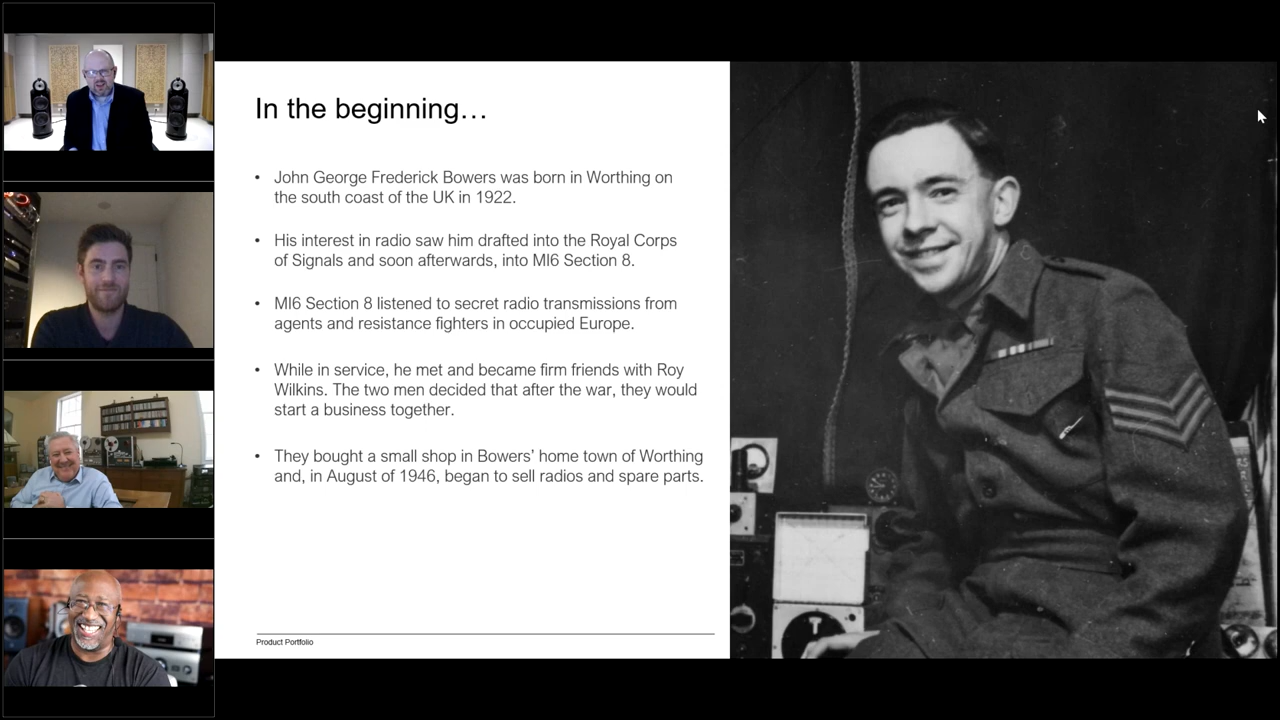 In the beginning…
• John George Frederick Bowers was born in Worthing on
the south coast of the UK in 1922.
• His interest in radio saw him drafted into the Royal Corps
of Signals and soon afterwards, into MI6 Section 8.
• MI6 Section 8 listened to secret radio transmissions from
agents and resistance fighters in occupied Europe.
• While in service, he met and became firm friends with Roy
Wilkins. The two men decided that after the war, they would
start a business together.
• They bought a small shop in Bowers’ home town of Worthing
and, in August of 1946, began to sell radios and spare parts.
Product Portfolio